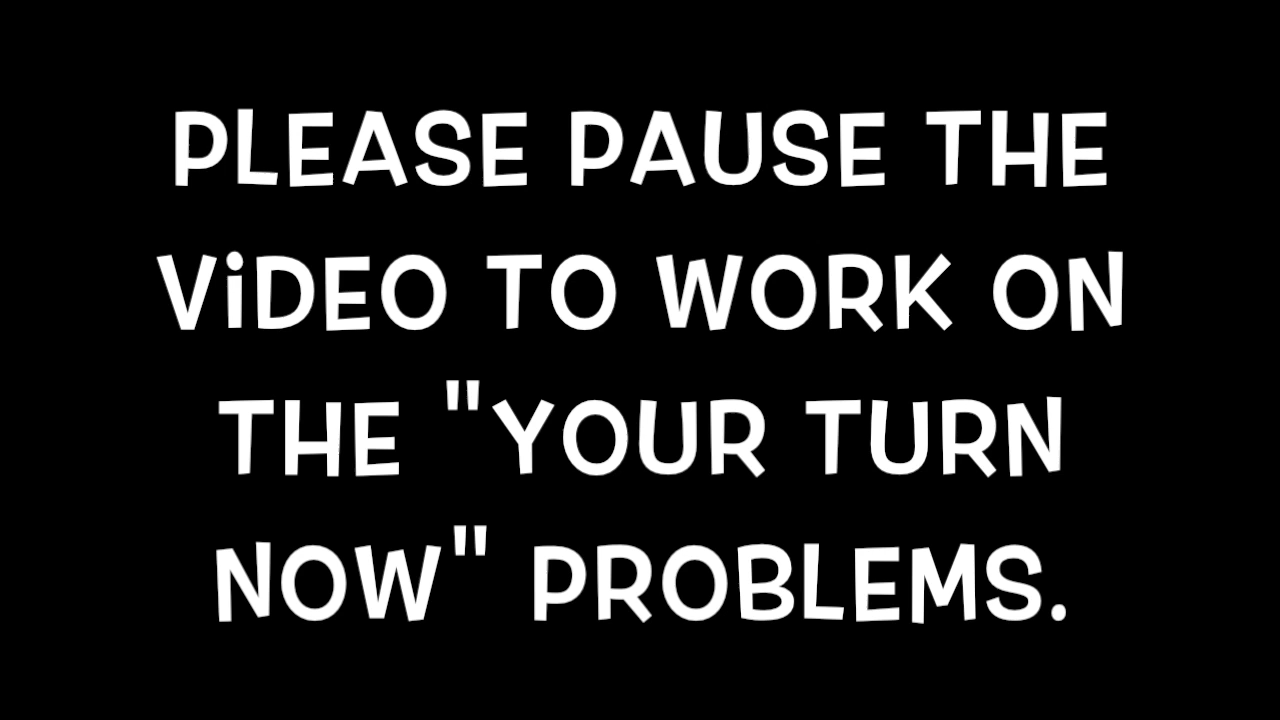 PLEASE PAUSE THE
ViDEO TO WORK ON
THE "YOUR TURN
NOW" PROBLEMS.